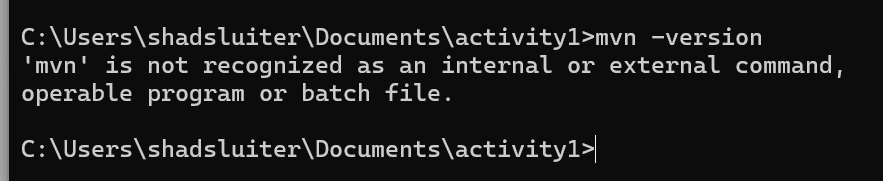 C:\Users\shadsluiter\Documents\activity1>mvn -version
'mvn' is not recognized as an internal or external command,
operable program or batch file.
C:\Users\shadsluiter\Documents\activity1>